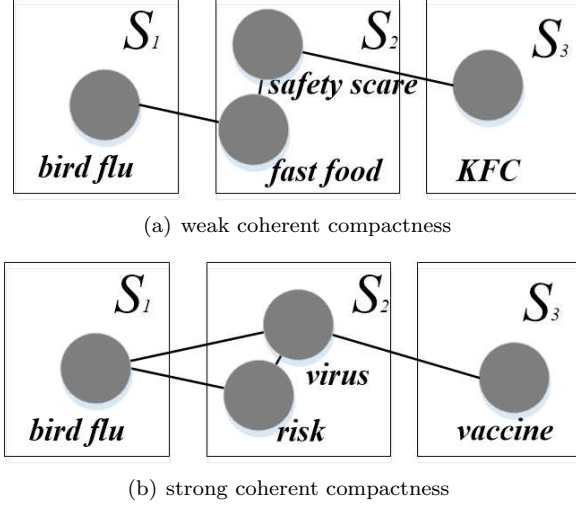 S1 S2 S3
safety scare
bird flu fast food KFC
(a) weak coherent compactness
S1 S2 S3
virus
bird flu risk vaccine
(b) strong coherent compactness